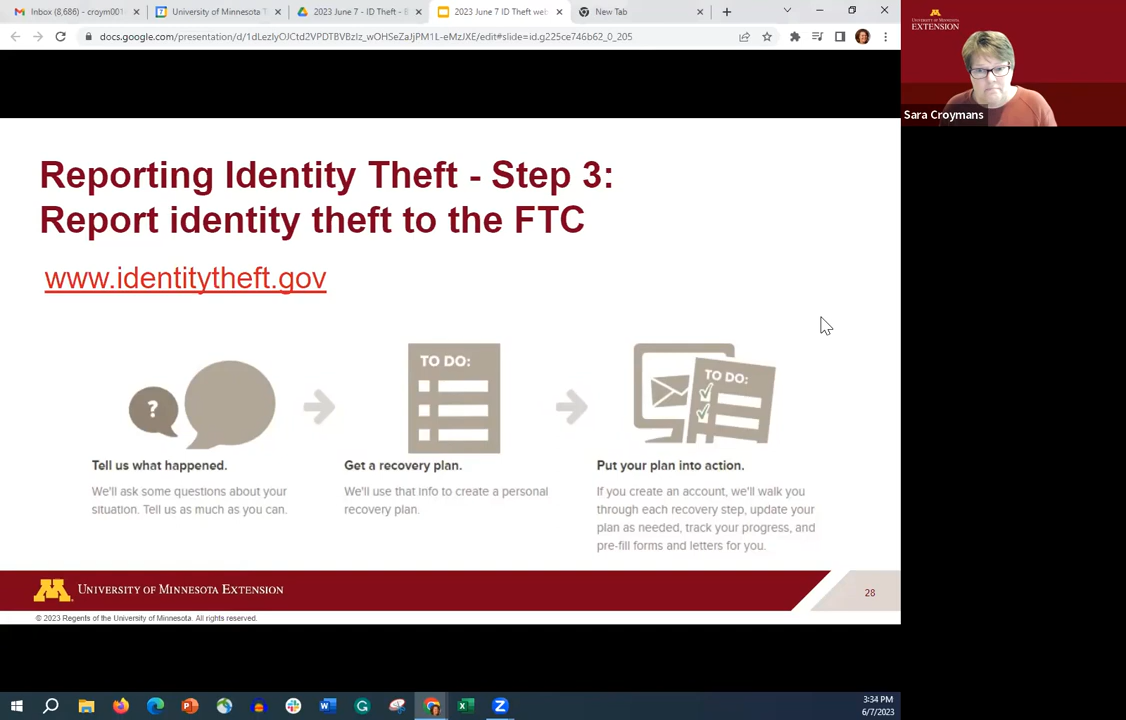 Inbox (8,686) - croym001
University of Minnesota T
2023 June 7 - ID Theft - E
2023 June 7 ID Theft web
New Tab
docs.google.com/presentation/d/1dLezIyOJCtd2VPDTBVBzIz_wOHSeZaJjPM1L-eMzJXE/edit#slide=id.g225ce746b62_0_205
UNIVERSITY OF MINNESOTA
EXTENSION
Sara Croymans
Reporting Identity Theft - Step 3:
Report identity theft to the FTC
www.identitytheft.gov
?
TO DO:
TO DO:
Tell us what happened.
We'll ask some questions about your
situation. Tell us as much as you can.
Get a recovery plan.
We'll use that info to create a personal
recovery plan.
Put your plan into action.
If you create an account, we'll walk you
through each recovery step, update your
plan as needed, track your progress, and
pre-fill forms and letters for you.
UNIVERSITY OF MINNESOTA EXTENSION
28
© 2023 Regents of the University of Minnesota. All rights reserved.
3:34 PM
6/7/2023